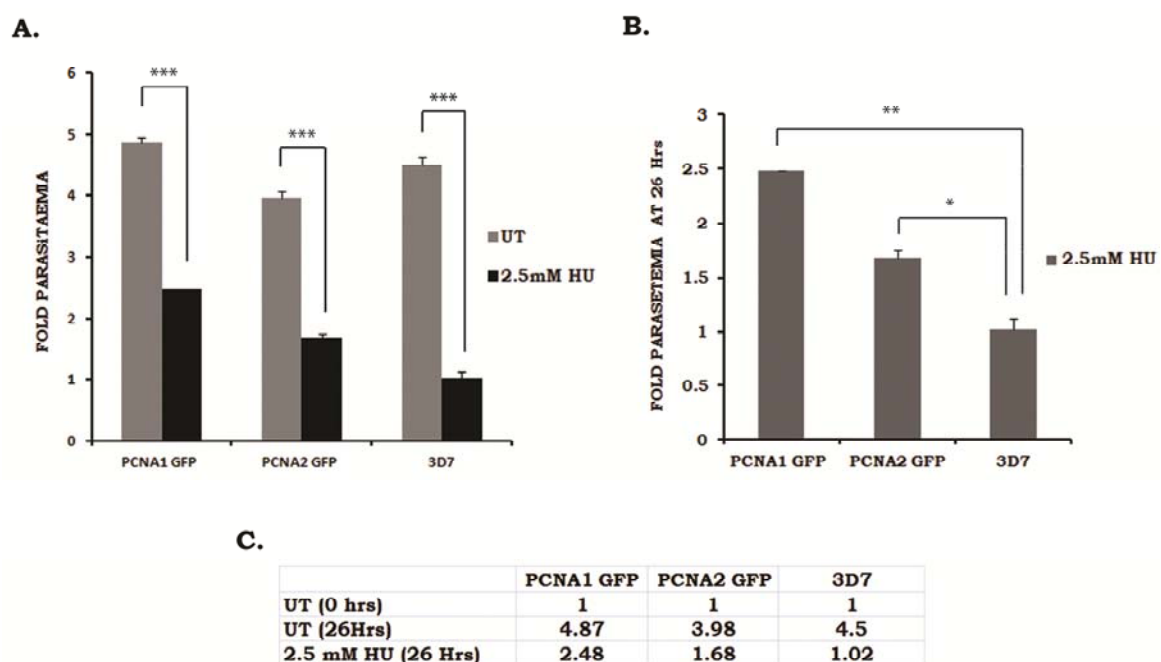 A.
6
5
4
3
2
1
0
FOLD PARASiTAEMIA
***
***
***
UT
2.5mM HU
PCNA1 GFP PCNA2 GFP 3D7
B.
3
2.5
2
1.5
1
0.5
0
FOLD PARASETEMIA AT 26 Hrs
**
*
2.5mM HU
PCNA1 GFP PCNA2 GFP 3D7
C.
PCNA1 GFP PCNA2 GFP 3D7
UT (0 hrs) 1 1 1
UT (26Hrs) 4.87 3.98 4.5
2.5 mM HU (26 Hrs) 2.48 1.68 1.02